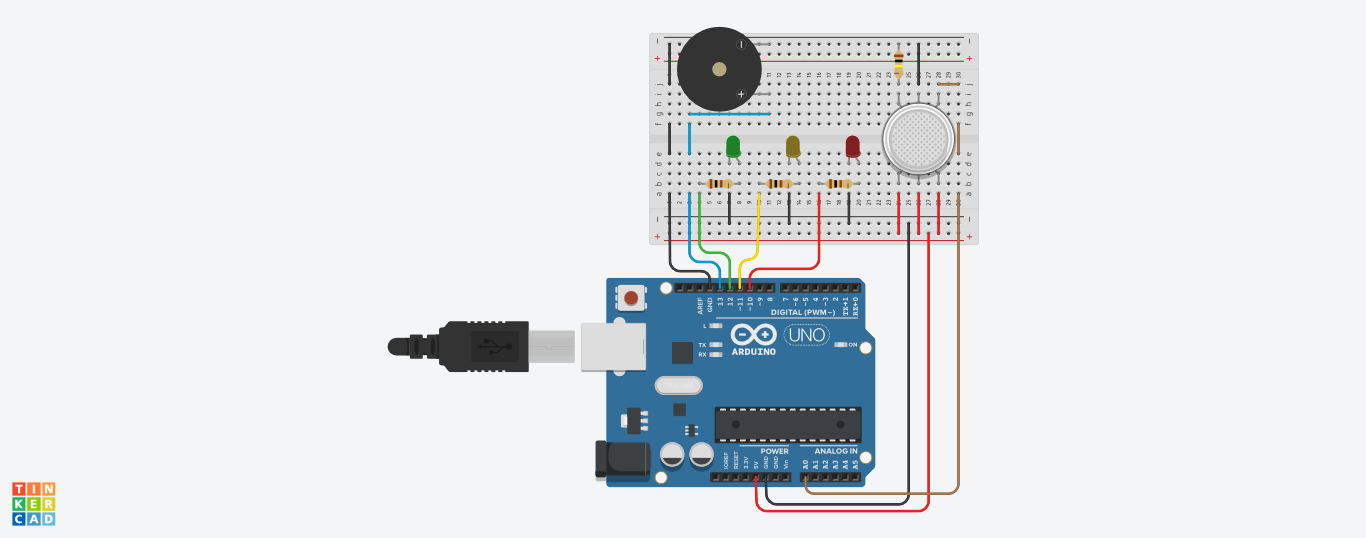 AREF
GND
13
12
~11
~10
~9
8
7
~6
~5
4
~3
2
TX→1
RX←0
DIGITAL (PWM~)
L
TX
RX
UNO
ARDUINO
ON
POWER
ANALOG IN
IOREF
RESET
3.3V
5V
GND
GND
Vin
A0
A1
A2
A3
A4
A5
TIN
KER
CAD